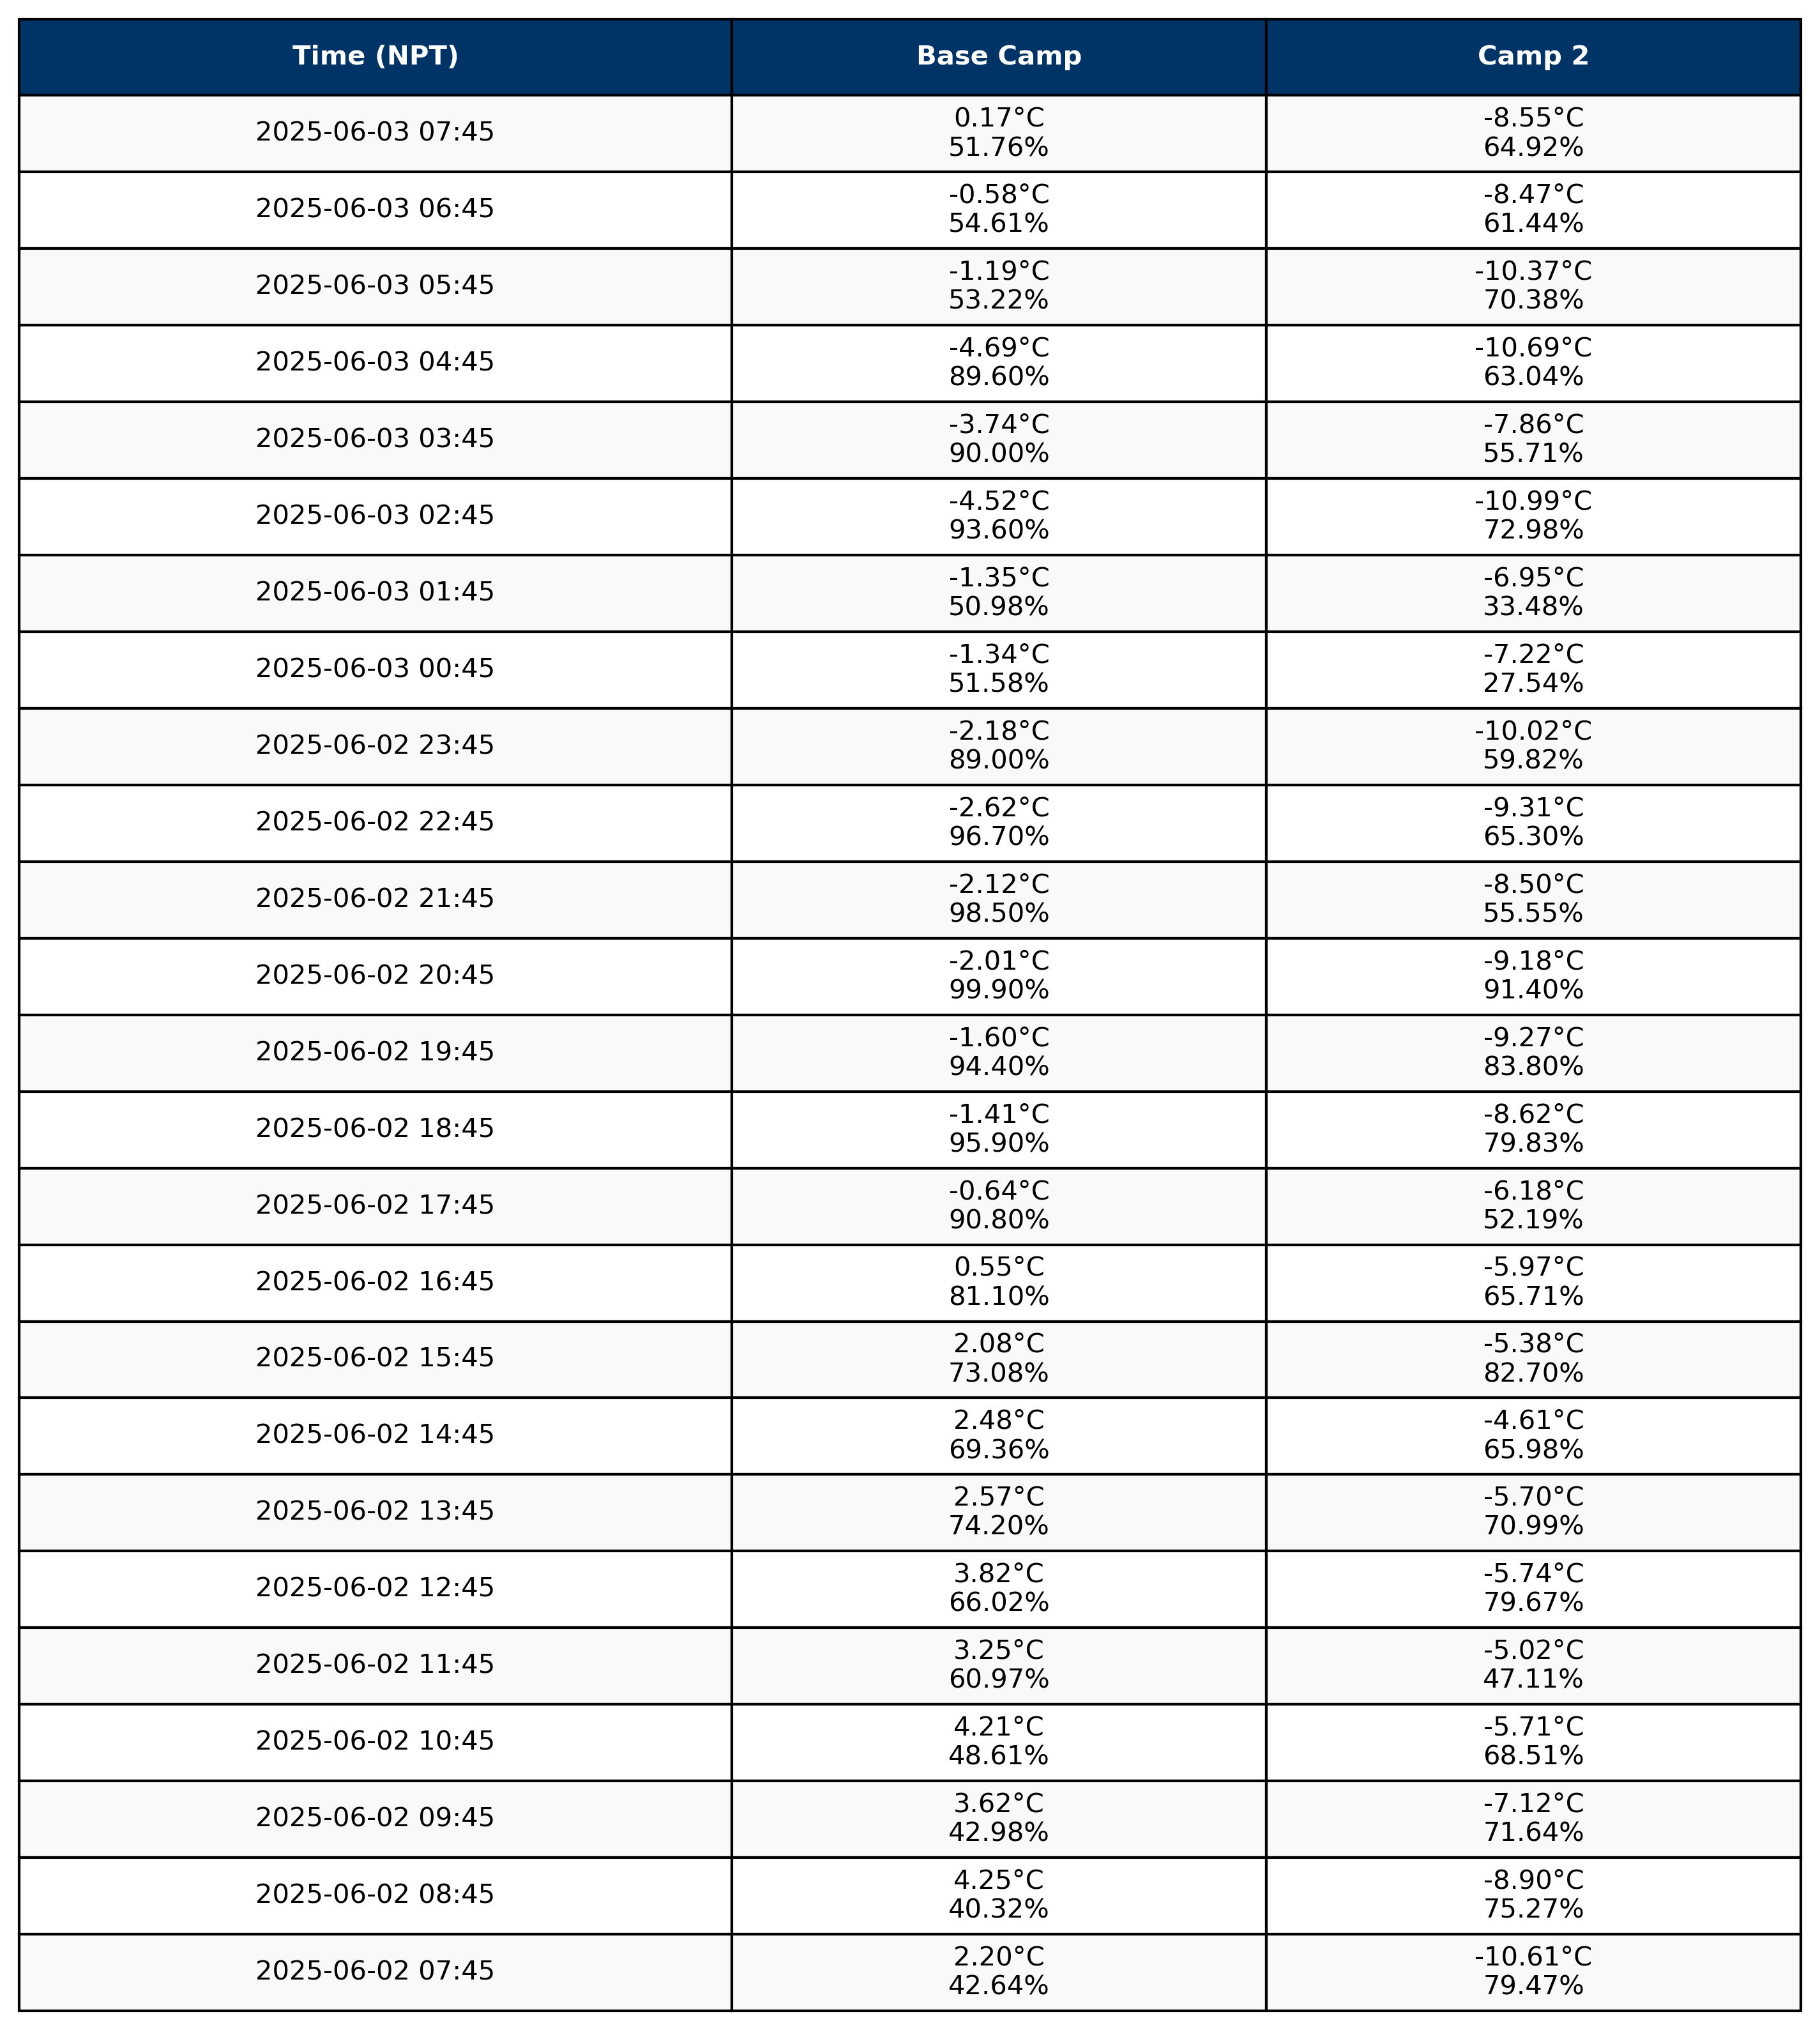 Time (NPT) Base Camp Camp 2
2025-06-03 07:45 0.17°C -8.55°C
51.76% 64.92%
2025-06-03 06:45 -0.58°C -8.47°C
54.61% 61.44%
2025-06-03 05:45 -1.19°C -10.37°C
53.22% 70.38%
2025-06-03 04:45 -4.69°C -10.69°C
89.60% 63.04%
2025-06-03 03:45 -3.74°C -7.86°C
90.00% 55.71%
2025-06-03 02:45 -4.52°C -10.99°C
93.60% 72.98%
2025-06-03 01:45 -1.35°C -6.95°C
50.98% 33.48%
2025-06-03 00:45 -1.34°C -7.22°C
51.58% 27.54%
2025-06-02 23:45 -2.18°C -10.02°C
89.00% 59.82%
2025-06-02 22:45 -2.62°C -9.31°C
96.70% 65.30%
2025-06-02 21:45 -2.12°C -8.50°C
98.50% 55.55%
2025-06-02 20:45 -2.01°C -9.18°C
99.90% 91.40%
2025-06-02 19:45 -1.60°C -9.27°C
94.40% 83.80%
2025-06-02 18:45 -1.41°C -8.62°C
95.90% 79.83%
2025-06-02 17:45 -0.64°C -6.18°C
90.80% 52.19%
2025-06-02 16:45 0.55°C -5.97°C
81.10% 65.71%
2025-06-02 15:45 2.08°C -5.38°C
73.08% 82.70%
2025-06-02 14:45 2.48°C -4.61°C
69.36% 65.98%
2025-06-02 13:45 2.57°C -5.70°C
74.20% 70.99%
2025-06-02 12:45 3.82°C -5.74°C
66.02% 79.67%
2025-06-02 11:45 3.25°C -5.02°C
60.97% 47.11%
2025-06-02 10:45 4.21°C -5.71°C
48.61% 68.51%
2025-06-02 09:45 3.62°C -7.12°C
42.98% 71.64%
2025-06-02 08:45 4.25°C -8.90°C
40.32% 75.27%
2025-06-02 07:45 2.20°C -10.61°C
42.64% 79.47%